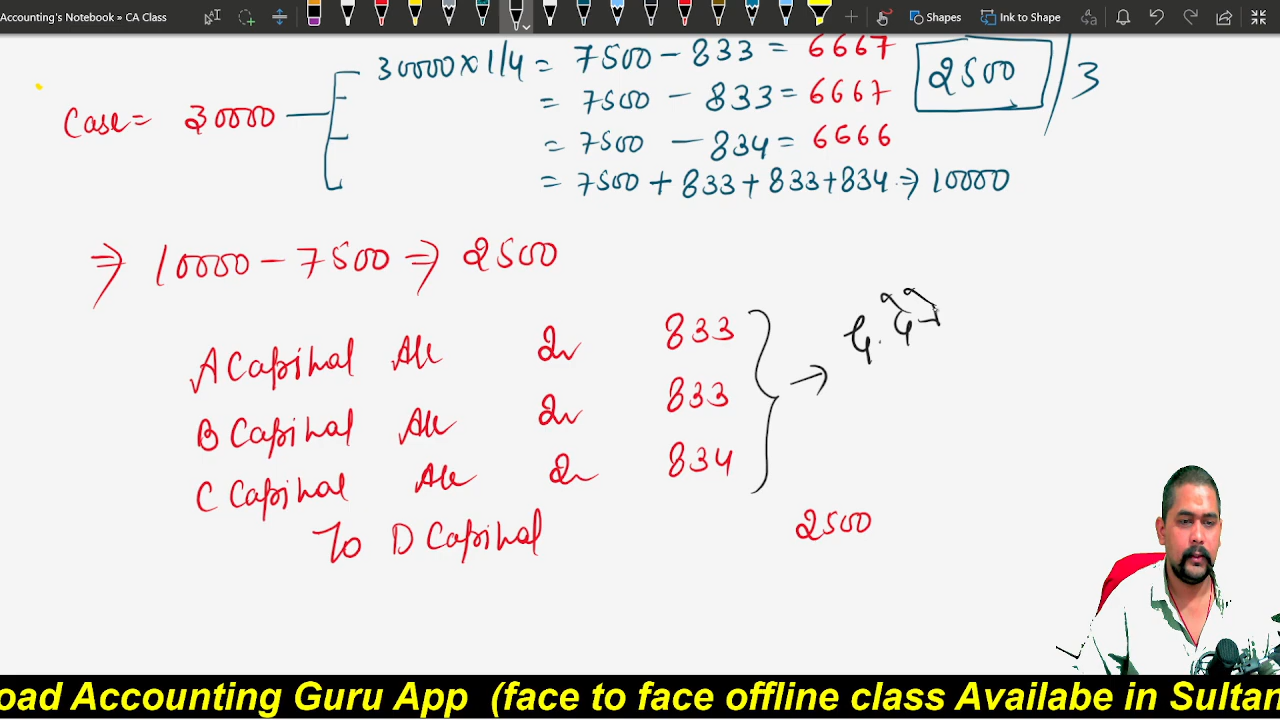 Accounting's Notebook » CA Class
Shapes
Ink to Shape
30000 x 1/4 = 7500 - 833 = 6667
2500 / 3
Case = 30000
= 7500 - 833 = 6667
= 7500 - 834 = 6666
= 7500 + 833 + 833 + 834 ⇒ 10000
⇒ 10000 - 7500 ⇒ 2500
A Capital A/c Dr 833
B Capital A/c Dr 833
C Capital A/c Dr 834
To D Capital 2500
oad Accounting Guru App (face to face offline class Availabe in Sultan